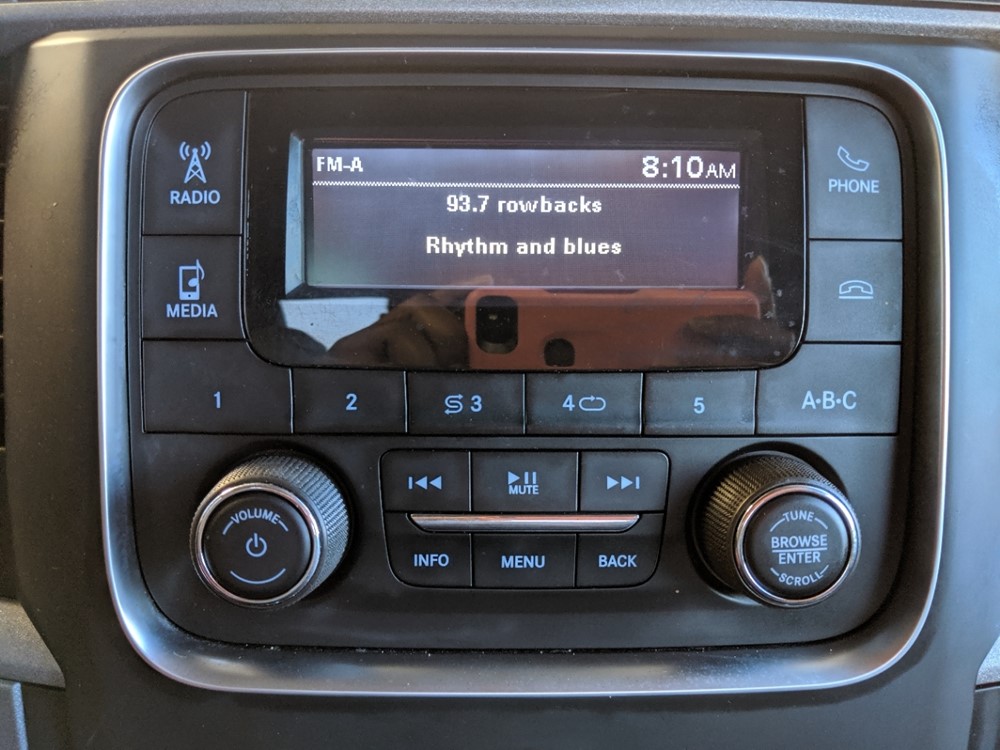 FM-A 8:10AM
93.7 rowbacks
Rhythm and blues
RADIO
MEDIA
PHONE
1
2
3
4
5
A·B·C
VOLUME
MUTE
INFO
MENU
BACK
TUNE
BROWSE
ENTER
SCROLL